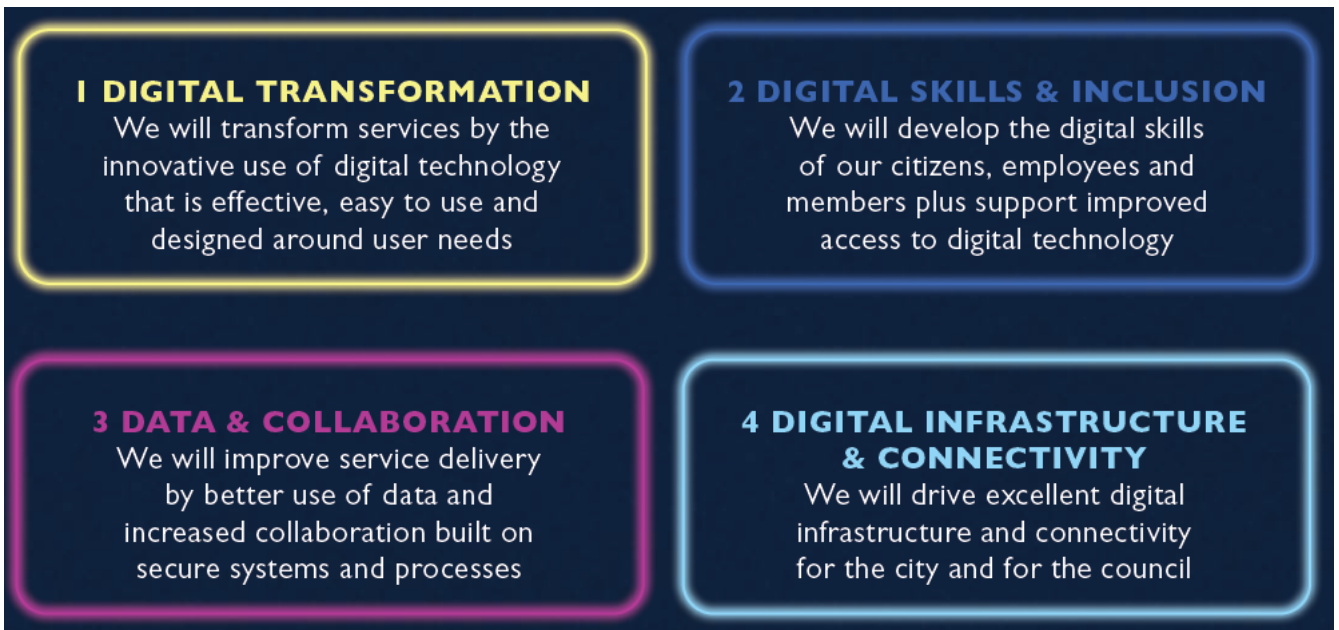 1 DIGITAL TRANSFORMATION
We will transform services by the
innovative use of digital technology
that is effective, easy to use and
designed around user needs
2 DIGITAL SKILLS & INCLUSION
We will develop the digital skills
of our citizens, employees and
members plus support improved
access to digital technology
3 DATA & COLLABORATION
We will improve service delivery
by better use of data and
increased collaboration built on
secure systems and processes
4 DIGITAL INFRASTRUCTURE
& CONNECTIVITY
We will drive excellent digital
infrastructure and connectivity
for the city and for the council